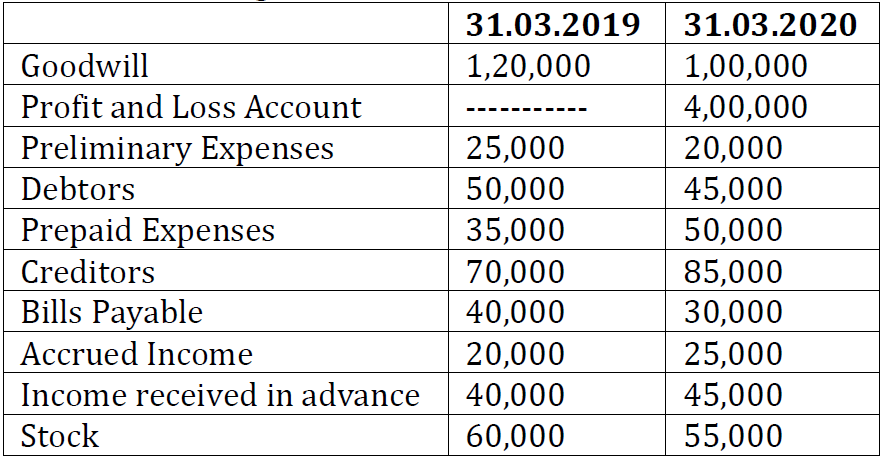 31.03.2019 31.03.2020
Goodwill 1,20,000 1,00,000
Profit and Loss Account ----------- 4,00,000
Preliminary Expenses 25,000 20,000
Debtors 50,000 45,000
Prepaid Expenses 35,000 50,000
Creditors 70,000 85,000
Bills Payable 40,000 30,000
Accrued Income 20,000 25,000
Income received in advance 40,000 45,000
Stock 60,000 55,000